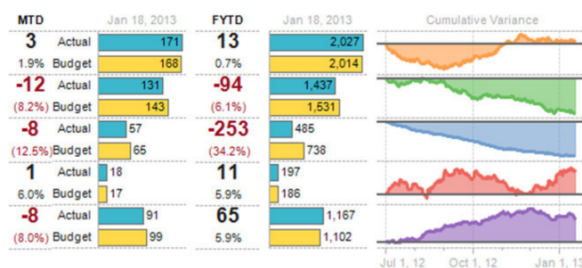 MTD Jan 18, 2013 FYTD Jan 18, 2013 Cumulative Variance
3 Actual 171 13 2,027
1.9% Budget 168 0.7% 2,014
-12 Actual 131 -94 1,437
(8.2%) Budget 143 (6.1%) 1,531
-8 Actual 57 -253 485
(12.5%) Budget 65 (34.2%) 738
1 Actual 18 11 197
6.0% Budget 17 5.9% 186
-8 Actual 91 65 1,167
(8.0%) Budget 99 5.9% 1,102
Jul 1, 12 Oct 1, 12 Jan 1, 13